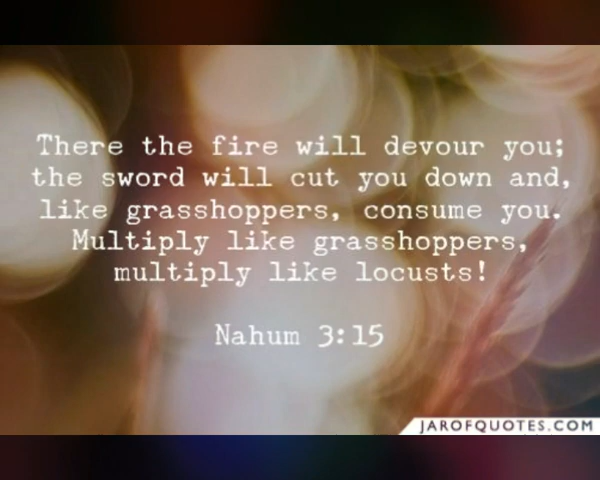 There the fire will devour you;
the sword will cut you down and,
like grasshoppers, consume you.
Multiply like grasshoppers,
multiply like locusts!
Nahum 3:15
JAROFQUOTES.COM